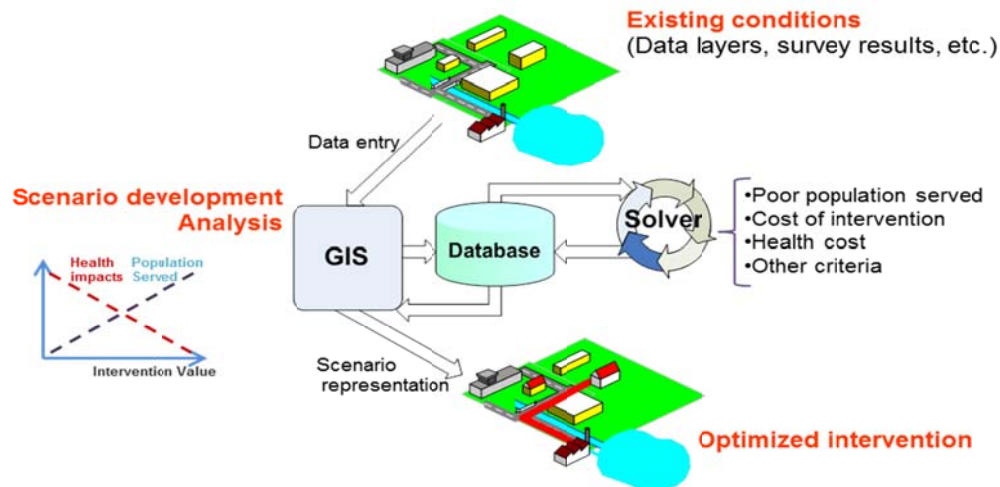 Existing conditions
(Data layers, survey results, etc.)
Data entry
Scenario development
Analysis
GIS
Database
Solver
•Poor population served
•Cost of intervention
•Health cost
•Other criteria
Health
impacts
Population
Served
Intervention Value
Scenario
representation
Optimized intervention